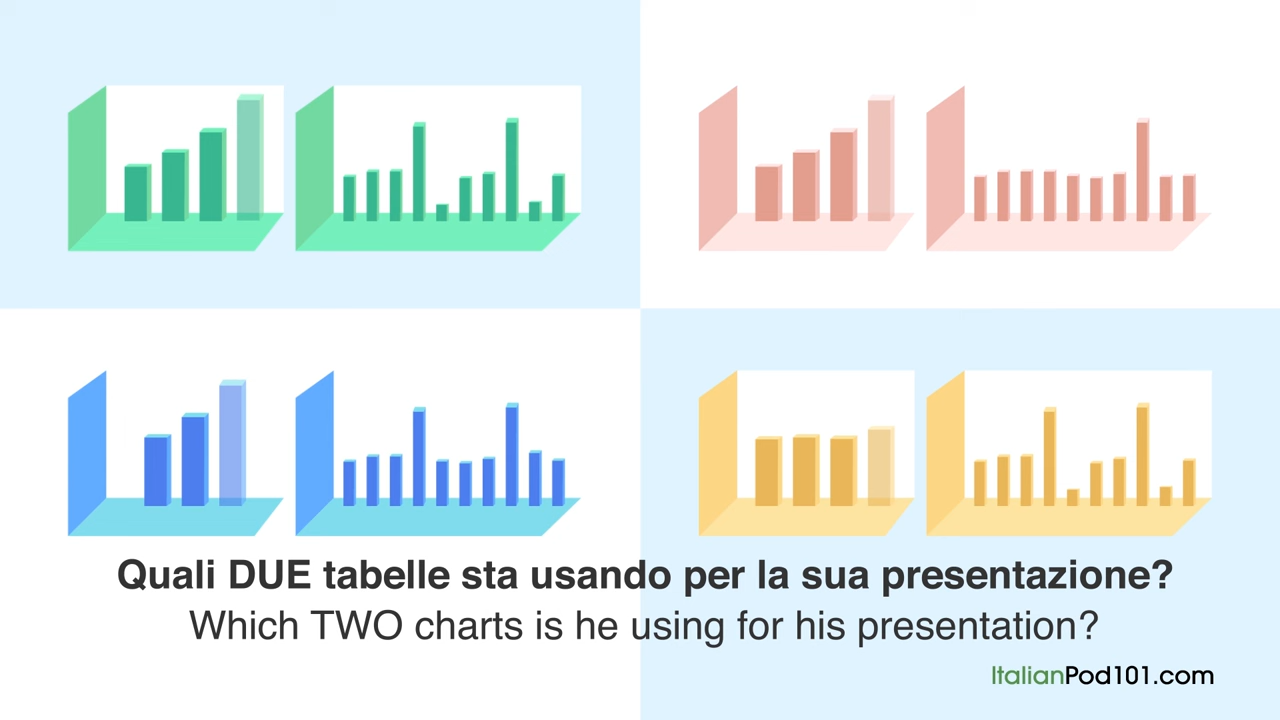 Quali DUE tabelle sta usando per la sua presentazione?
Which TWO charts is he using for his presentation?
ItalianPod101.com